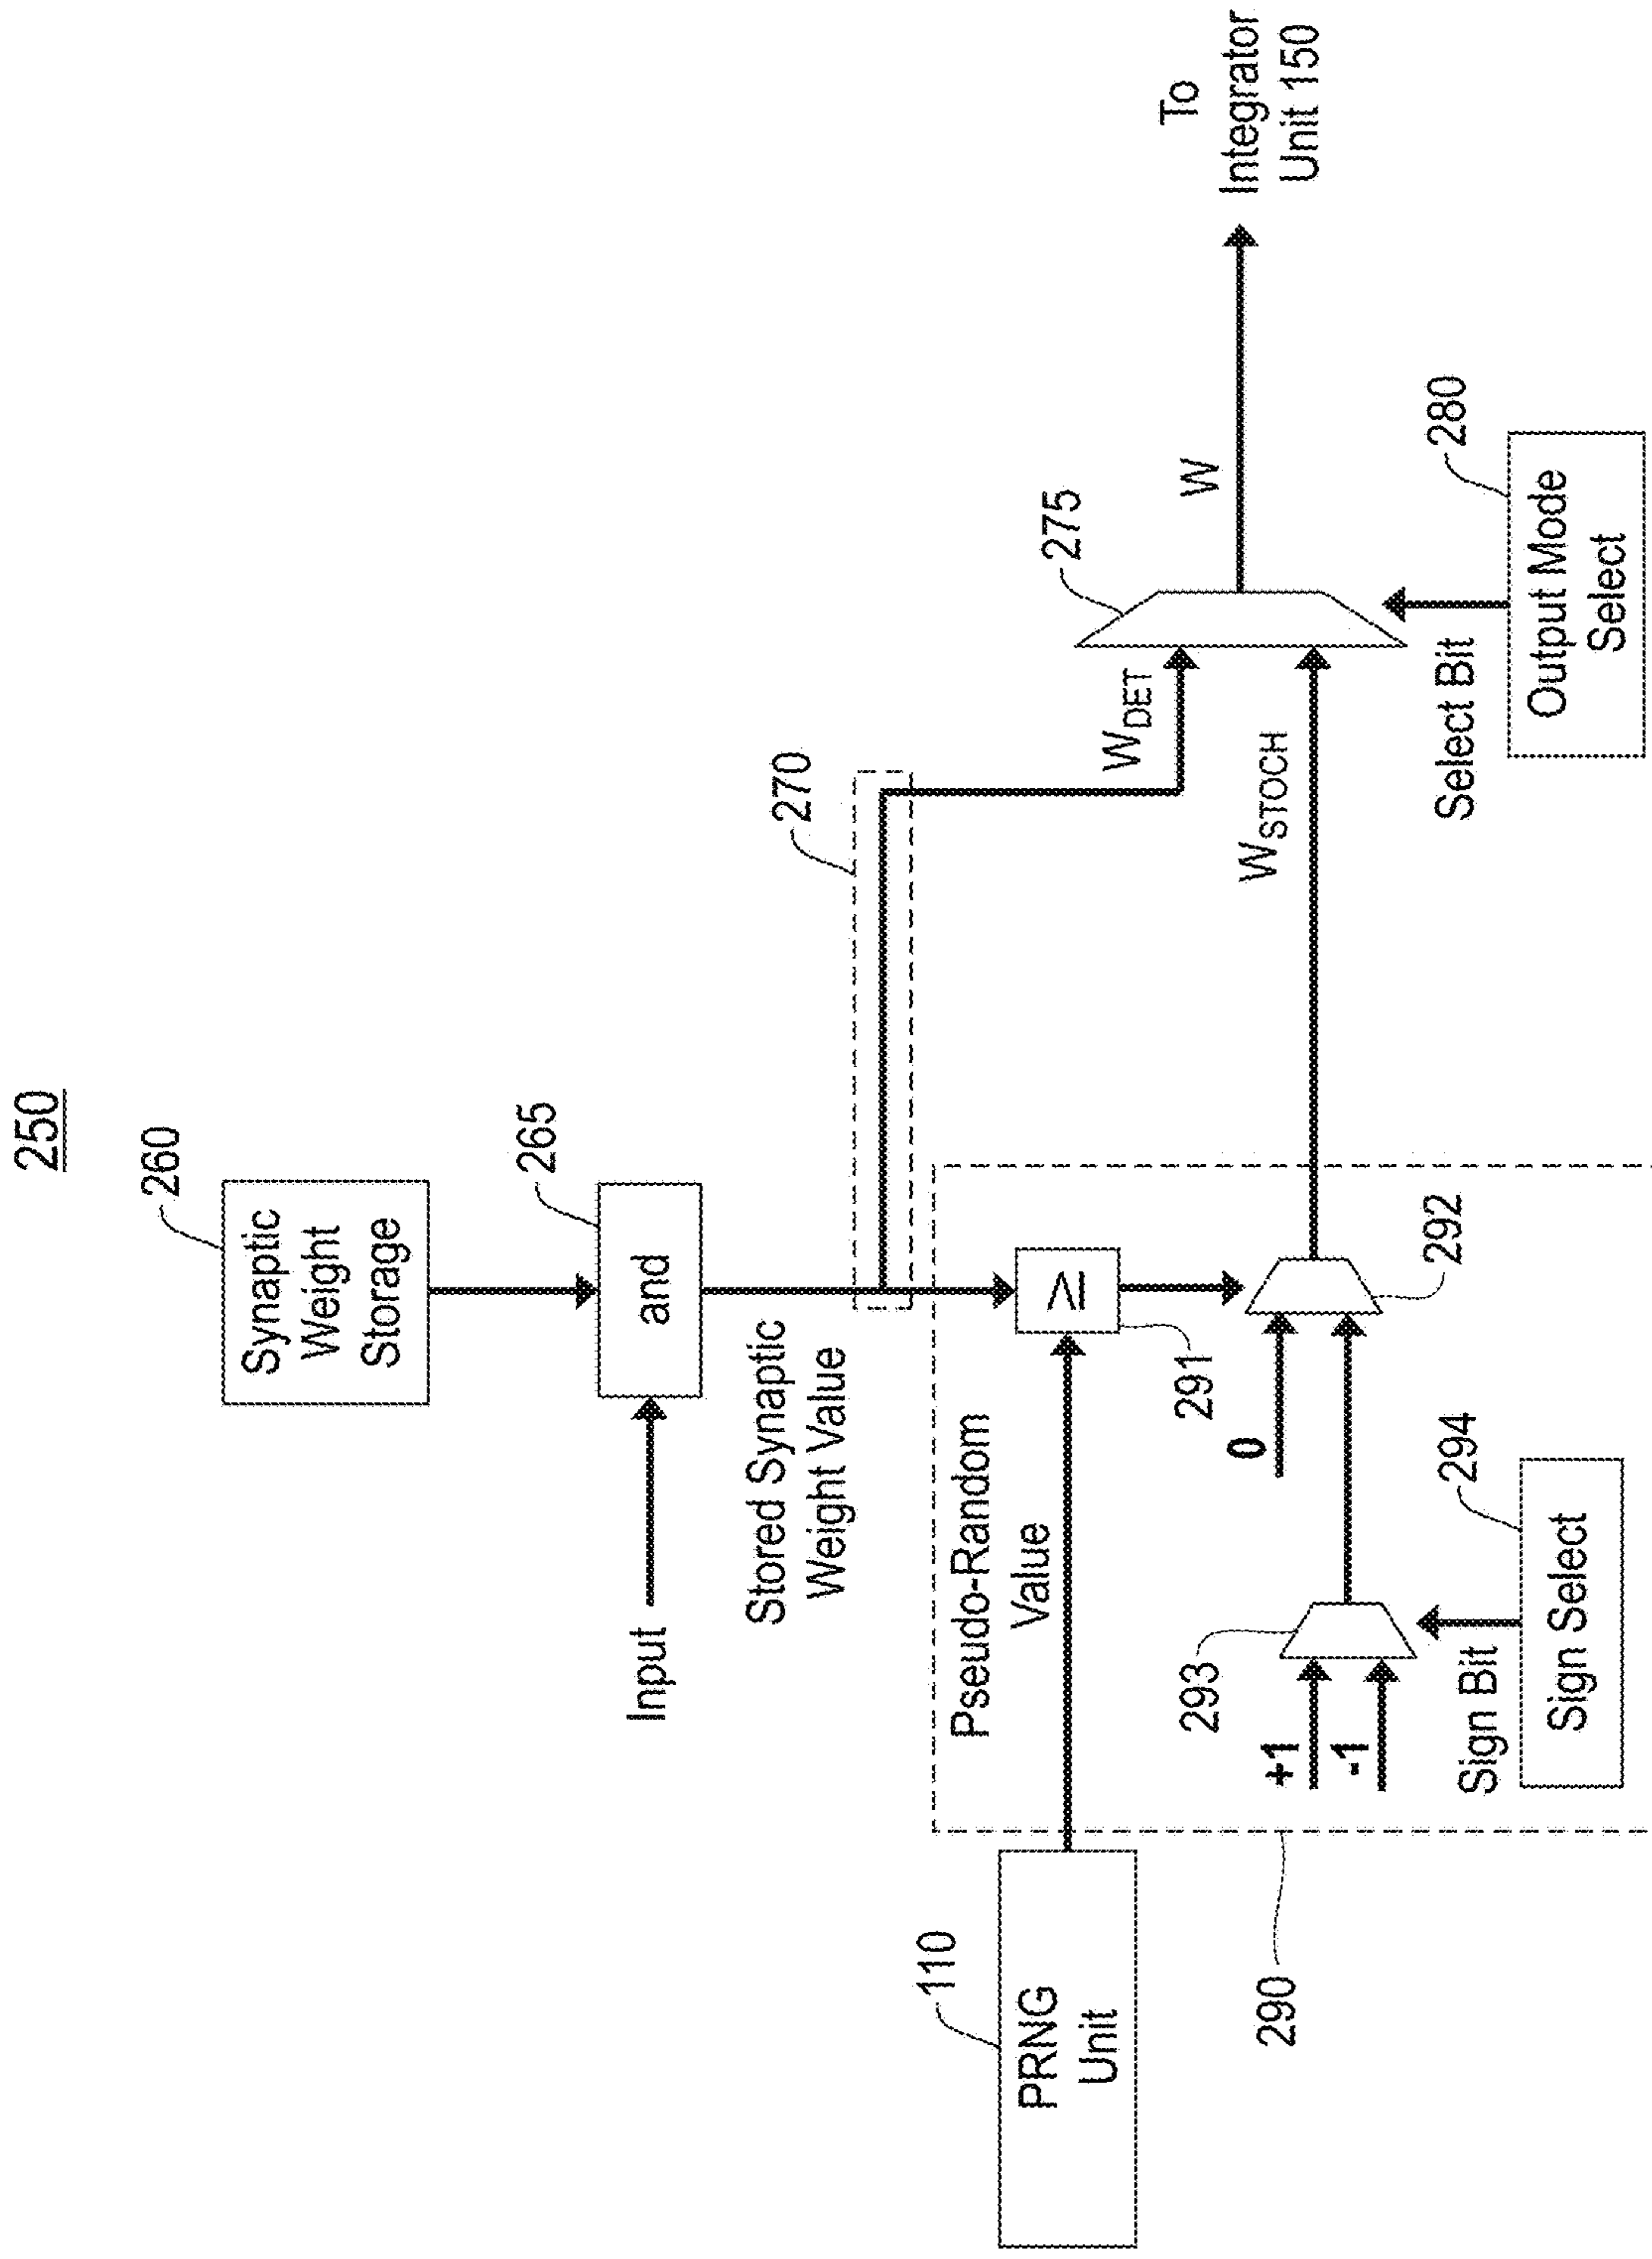 250
260
Synaptic
Weight
Storage
265
and
Input
Stored Synaptic
Weight Value
270
110
PRNG
Unit
Pseudo-Random
Value
≥
291
0
292
293
+1
-1
Sign Bit
294
Sign Select
290
W_DET
W_STOCH
275
W
To
Integrator
Unit 150
Select Bit
280
Output Mode
Select